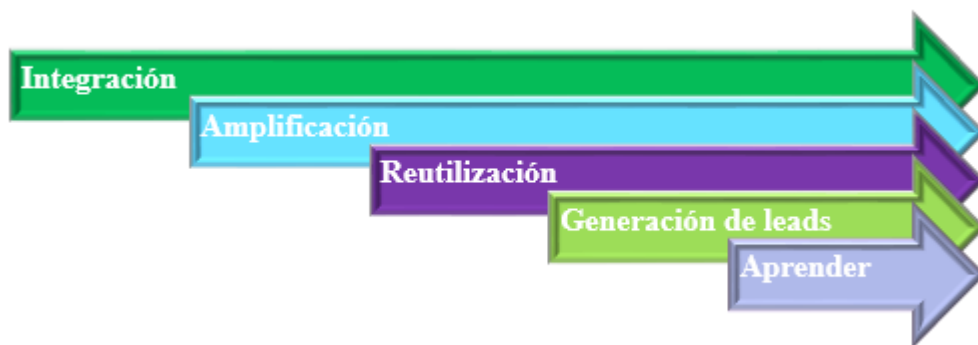 Integración
Amplificación
Reutilización
Generación de leads
Aprender